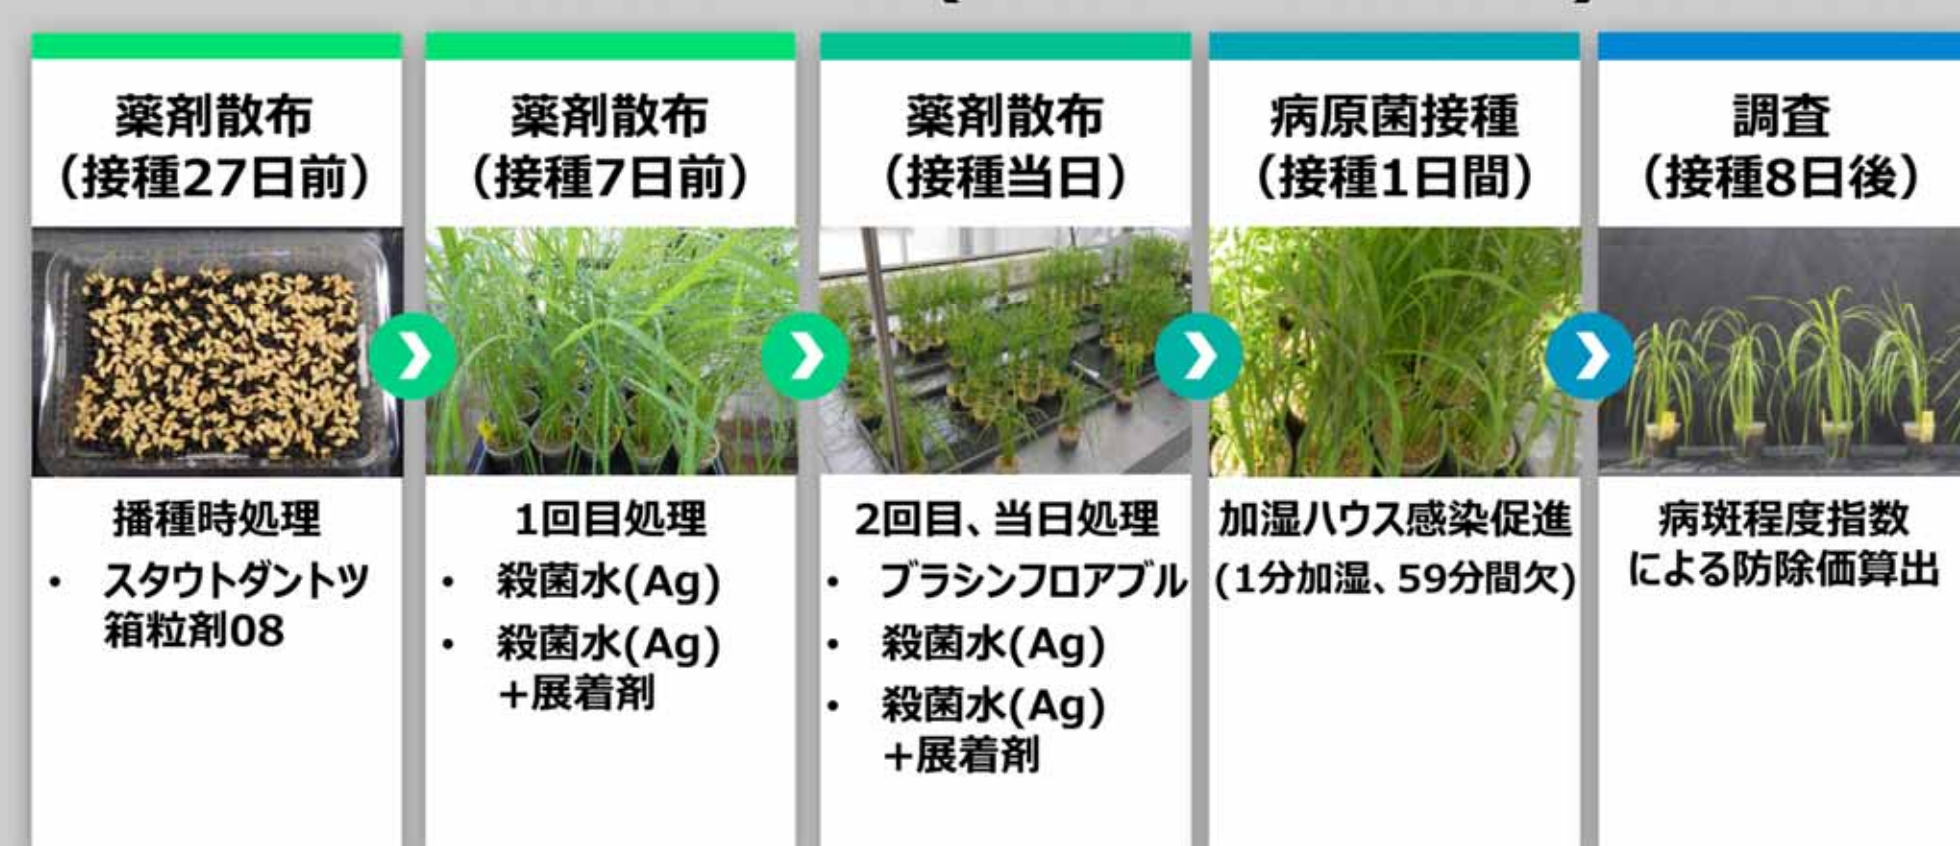 薬剤散布
（接種27日前）
播種時処理
• スタウトダントツ
箱粒剤08
薬剤散布
（接種7日前）
1回目処理
• 殺菌水(Ag)
• 殺菌水(Ag)
+展着剤
薬剤散布
（接種当日）
2回目、当日処理
• ブラシンフロアブル
• 殺菌水(Ag)
• 殺菌水(Ag)
+展着剤
病原菌接種
（接種1日間）
加湿ハウス感染促進
(1分加湿、59分間欠)
調査
（接種8日後）
病斑程度指数
による防除価算出